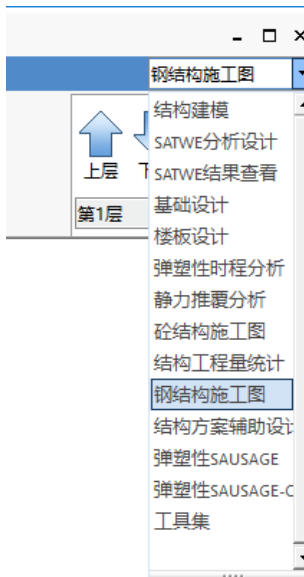 钢结构施工图
结构建模
SATWE分析设计
上层 下
SATWE结果查看
第1层
基础设计
楼板设计
弹塑性时程分析
静力推覆分析
砼结构施工图
结构工程量统计
钢结构施工图
结构方案辅助设计
弹塑性SAUSAGE
弹塑性SAUSAGE-C
工具集